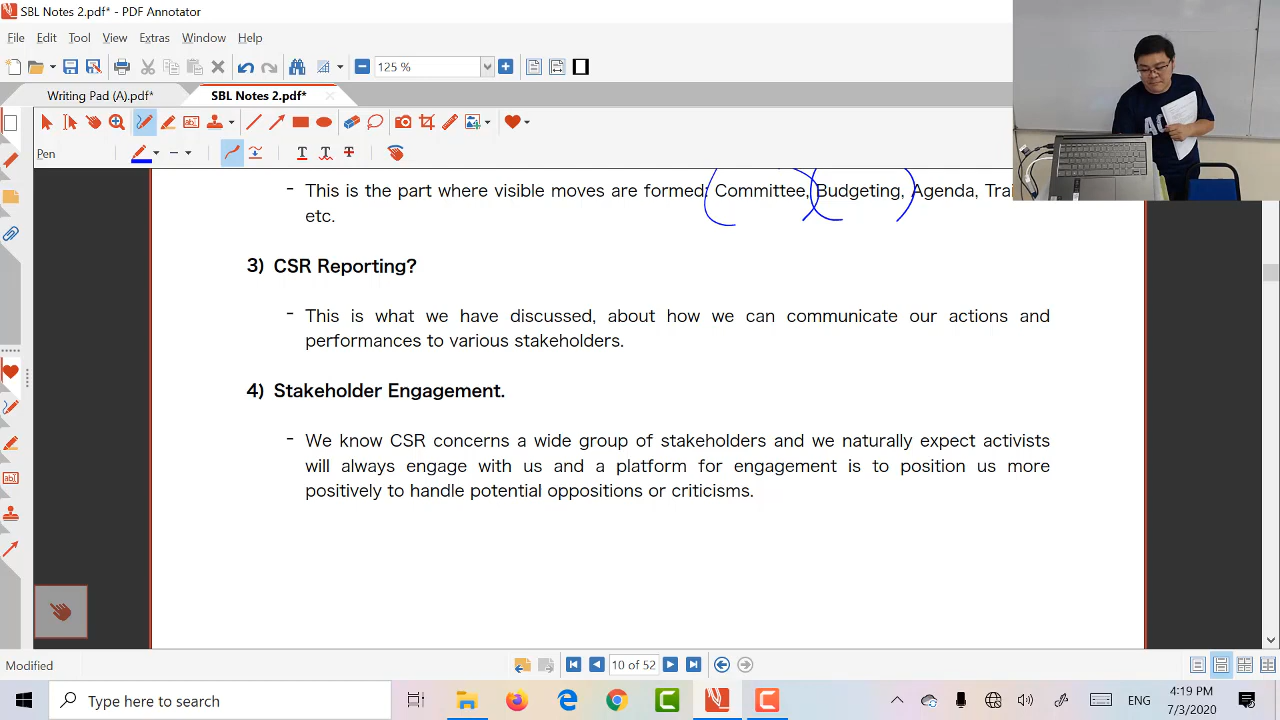 SBL Notes 2.pdf* - PDF Annotator
File Edit Tool View Extras Window Help
125 %
Writing Pad (A).pdf* SBL Notes 2.pdf*
Pen
- This is the part where visible moves are formed: Committee, Budgeting, Agenda, Trai
etc.
3) CSR Reporting?
- This is what we have discussed, about how we can communicate our actions and
performances to various stakeholders.
4) Stakeholder Engagement.
- We know CSR concerns a wide group of stakeholders and we naturally expect activists
will always engage with us and a platform for engagement is to position us more
positively to handle potential oppositions or criticisms.
Modified
10 of 52
Type here to search
ENG
4:19 PM
7/3/2020